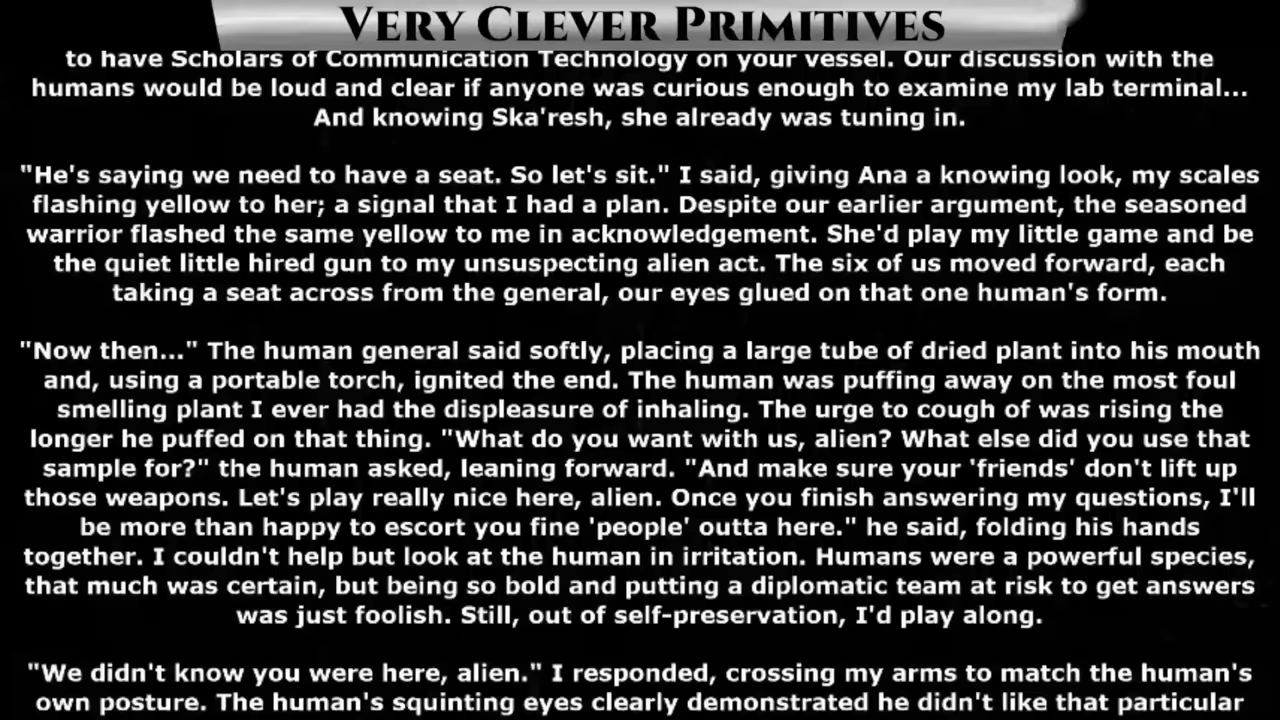 VERY CLEVER PRIMITIVES
to have Scholars of Communication Technology on your vessel. Our discussion with the
humans would be loud and clear if anyone was curious enough to examine my lab terminal...
And knowing Ska'resh, she already was tuning in.
"He's saying we need to have a seat. So let's sit." I said, giving Ana a knowing look, my scales
flashing yellow to her; a signal that I had a plan. Despite our earlier argument, the seasoned
warrior flashed the same yellow to me in acknowledgement. She'd play my little game and be
the quiet little hired gun to my unsuspecting alien act. The six of us moved forward, each
taking a seat across from the general, our eyes glued on that one human's form.
"Now then..." The human general said softly, placing a large tube of dried plant into his mouth
and, using a portable torch, ignited the end. The human was puffing away on the most foul
smelling plant I ever had the displeasure of inhaling. The urge to cough of was rising the
longer he puffed on that thing. "What do you want with us, alien? What else did you use that
sample for?" the human asked, leaning forward. "And make sure your 'friends' don't lift up
those weapons. Let's play really nice here, alien. Once you finish answering my questions, I'll
be more than happy to escort you fine 'people' outta here." he said, folding his hands
together. I couldn't help but look at the human in irritation. Humans were a powerful species,
that much was certain, but being so bold and putting a diplomatic team at risk to get answers
was just foolish. Still, out of self-preservation, I'd play along.
"We didn't know you were here, alien." I responded, crossing my arms to match the human's
own posture. The human's squinting eyes clearly demonstrated he didn't like that particular